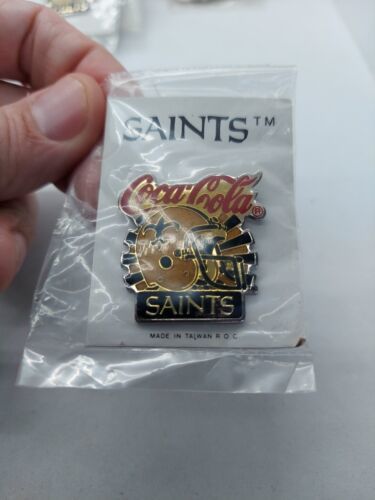 SAINTS™
Coca-Cola®
SAINTS
MADE IN TAIWAN R.O.C.